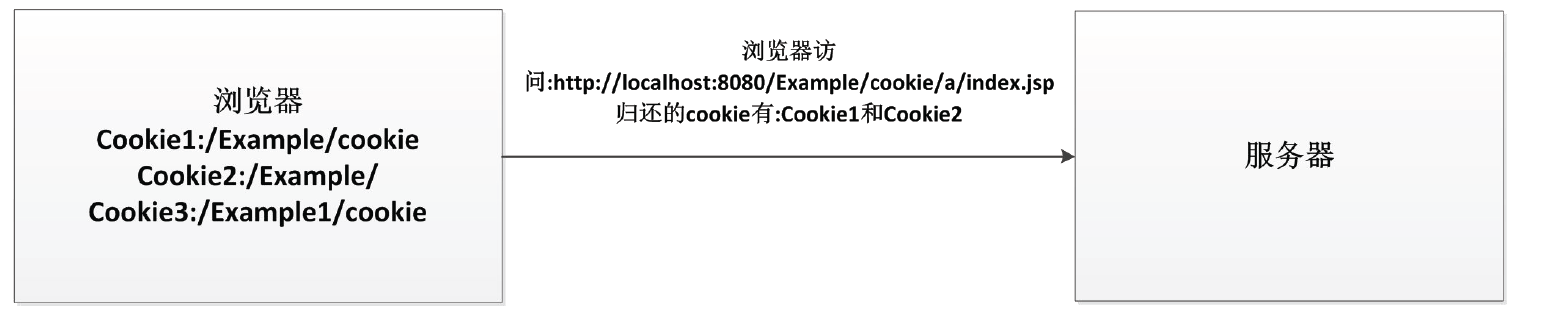 浏览器
Cookie1:/Example/cookie
Cookie2:/Example/
Cookie3:/Example1/cookie
浏览器访
问:http://localhost:8080/Example/cookie/a/index.jsp
归还的cookie有:Cookie1和Cookie2
服务器